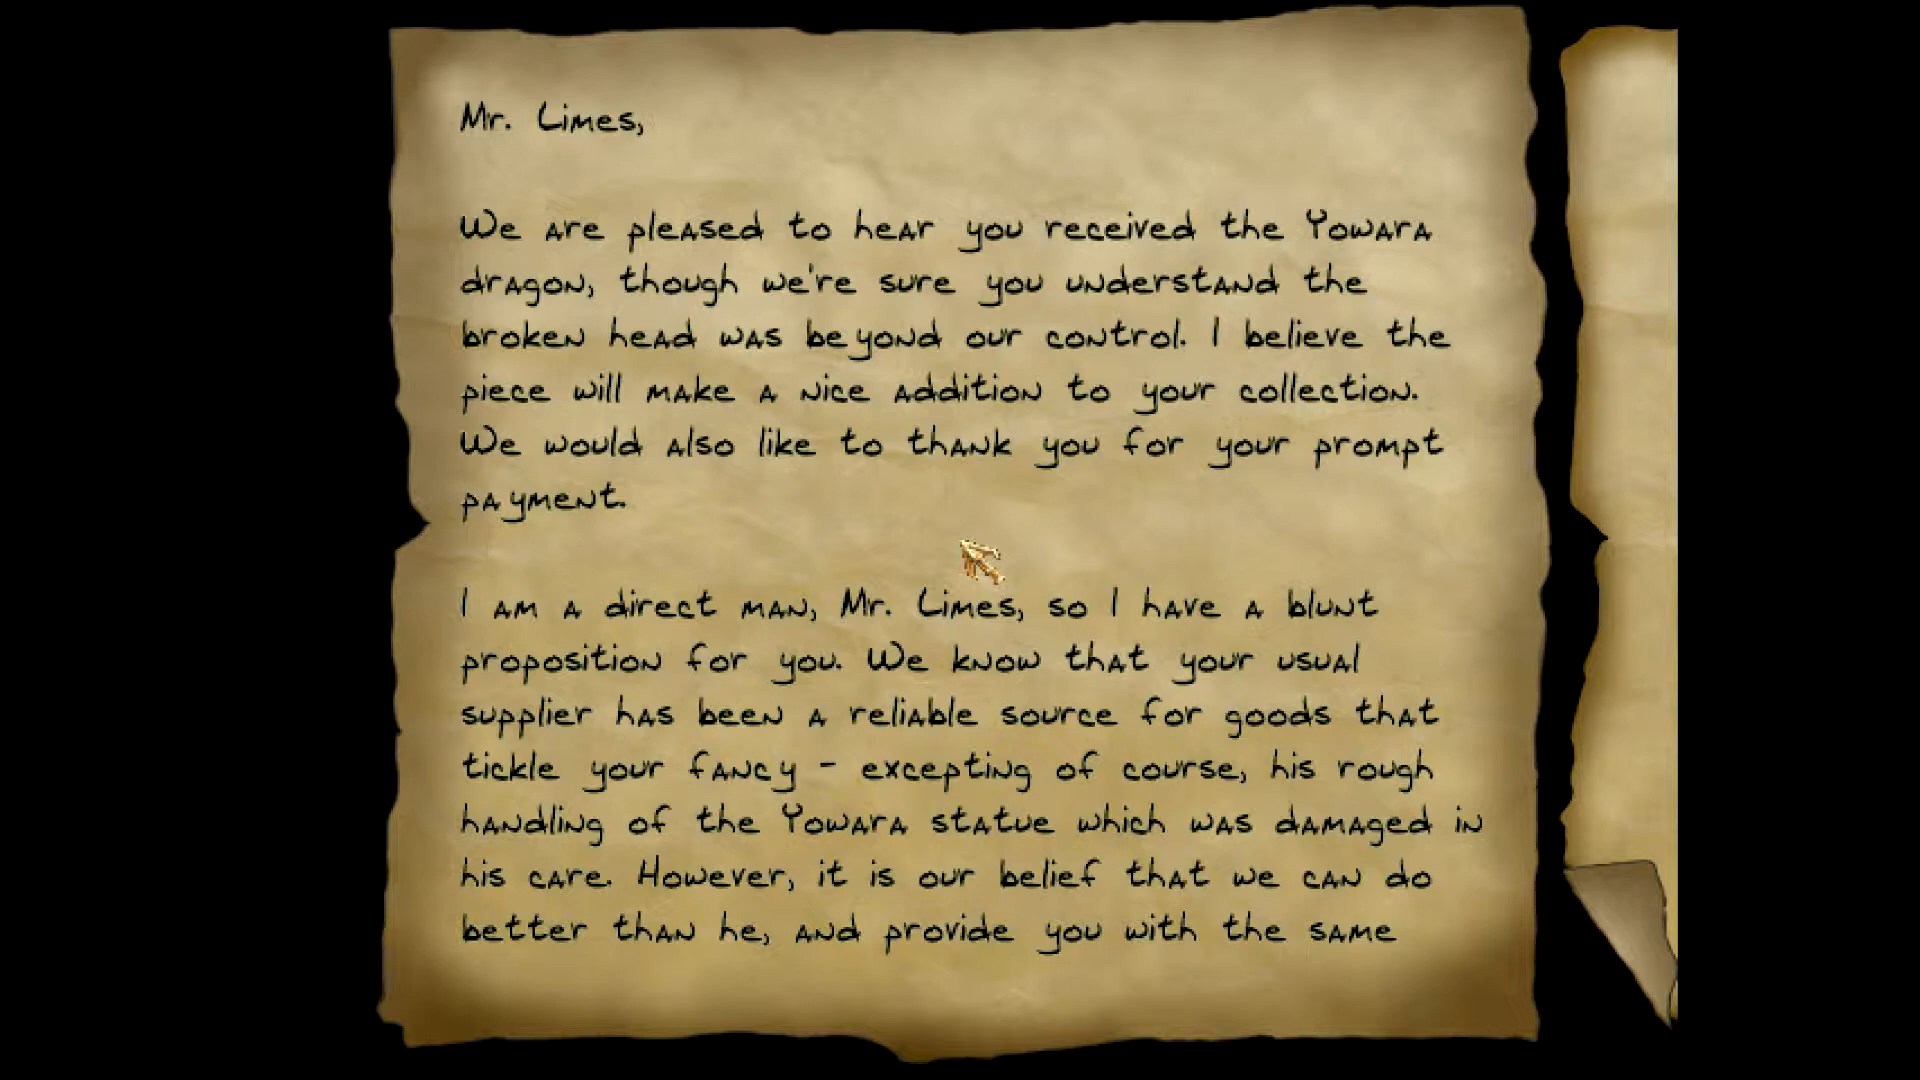 Mr. Limes,
We are pleased to hear you received the Yowara
dragon, though we're sure you understand the
broken head was beyond our control. I believe the
piece will make a nice addition to your collection.
We would also like to thank you for your prompt
payment.
I am a direct man, Mr. Limes, so I have a blunt
proposition for you. We know that your usual
supplier has been a reliable source for goods that
tickle your fancy - excepting of course, his rough
handling of the Yowara statue which was damaged in
his care. However, it is our belief that we can do
better than he, and provide you with the same